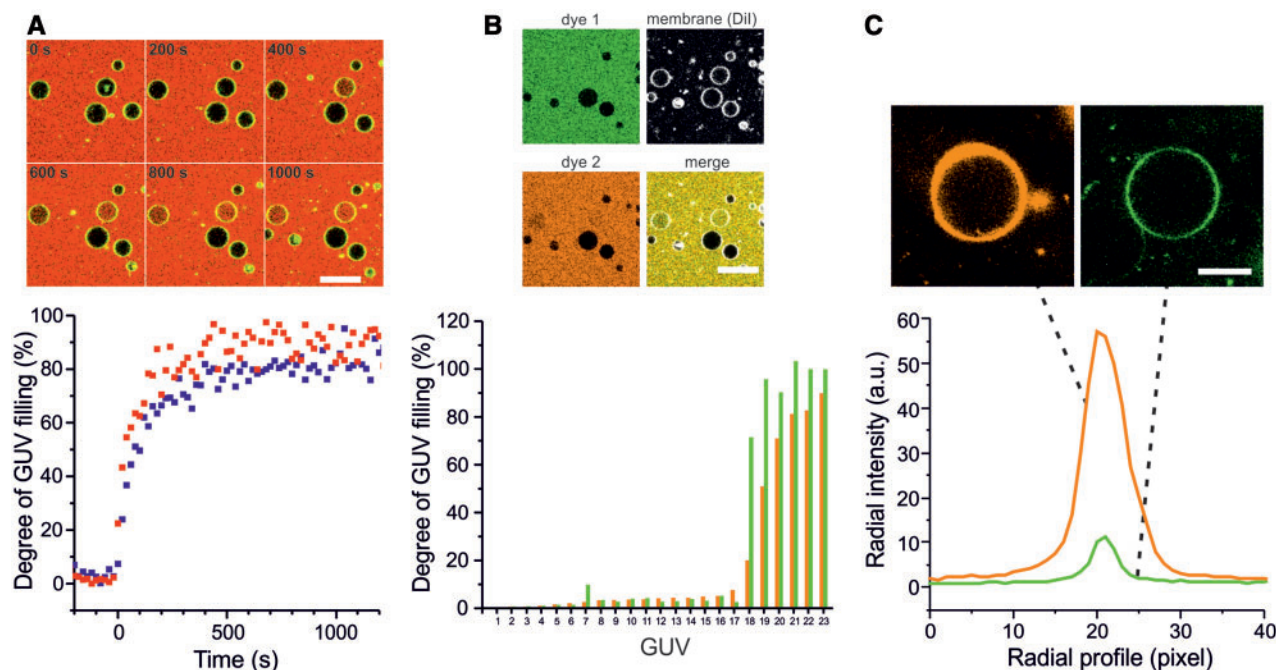 A
0 s
200 s
400 s
600 s
800 s
1000 s
Degree of GUV filling (%)
100
80
60
40
20
0
0
500
1000
Time (s)
B
dye 1
membrane (DiI)
dye 2
merge
Degree of GUV filling (%)
120
100
80
60
40
20
0
1 2 3 4 5 6 7 8 9 10 11 12 13 14 15 16 17 18 19 20 21 22 23
GUV
C
Radial intensity (a.u.)
60
50
40
30
20
10
0
0
10
20
30
40
Radial profile (pixel)